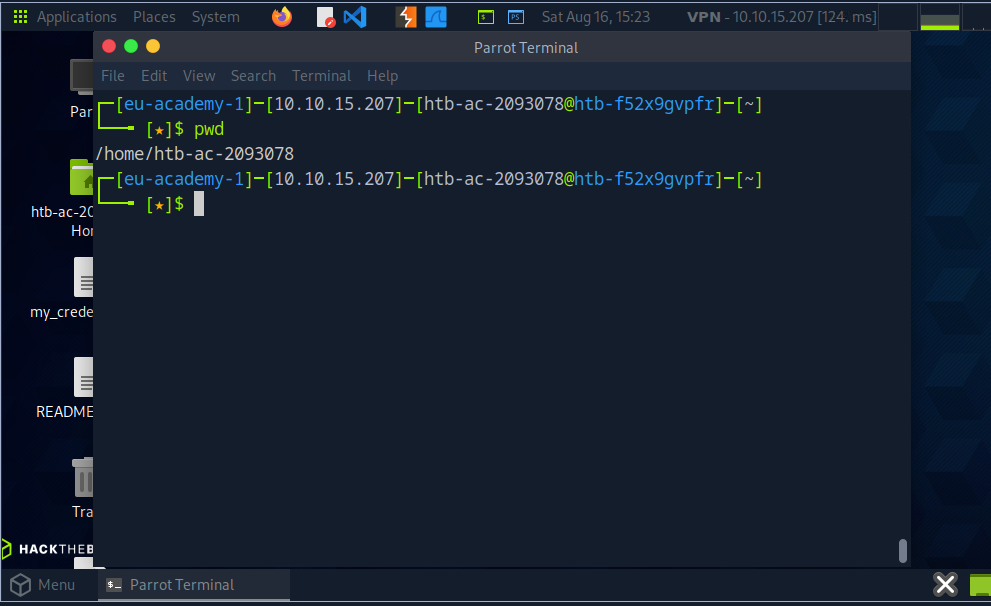 Applications Places System Sat Aug 16, 15:23 VPN - 10.10.15.207 [124. ms]
Parrot Terminal
File Edit View Search Terminal Help
[eu-academy-1]-[10.10.15.207]-[htb-ac-2093078@htb-f52x9gvpfr]-[~]
[★]$ pwd
/home/htb-ac-2093078
[eu-academy-1]-[10.10.15.207]-[htb-ac-2093078@htb-f52x9gvpfr]-[~]
[★]$
Par
htb-ac-20
Hor
my_crede
README
Tra
HACKTHEB
Menu Parrot Terminal